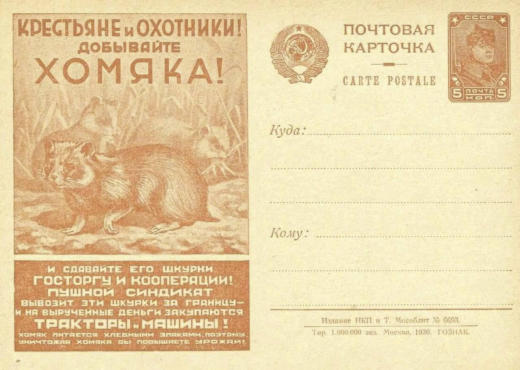 КРЕСТЬЯНЕ И ОХОТНИКИ!
ДОБЫВАЙТЕ
ХОМЯКА!
И СДАВАЙТЕ ЕГО ШКУРКИ
ГОСТОРГУ И КООПЕРАЦИИ!
ПУШНОЙ СИНДИКАТ
ВЫВОЗИТ ЭТИ ШКУРКИ ЗА ГРАНИЦУ—
И НА ВЫРУЧЕННЫЕ ДЕНЬГИ ЗАКУПАЮТСЯ
ТРАКТОРЫ И МАШИНЫ!
ХОМЯК ПИТАЕТСЯ ХЛЕБНЫМИ ЗЛАКАМИ, ПОЭТОМУ,
УНИЧТОЖАЯ ХОМЯКА ВЫ ПОВЫШАЕТЕ УРОЖАЙ!
ПОЧТОВАЯ
КАРТОЧКА
CARTE POSTALE
СССР
5 ПОЧТА 5
КОП.
Куда:
Кому:
Издание НКП и Т. Мособлит № 6693.
Тир. 1.000.000 экз. Москва, 1930. ГОЗНАК.